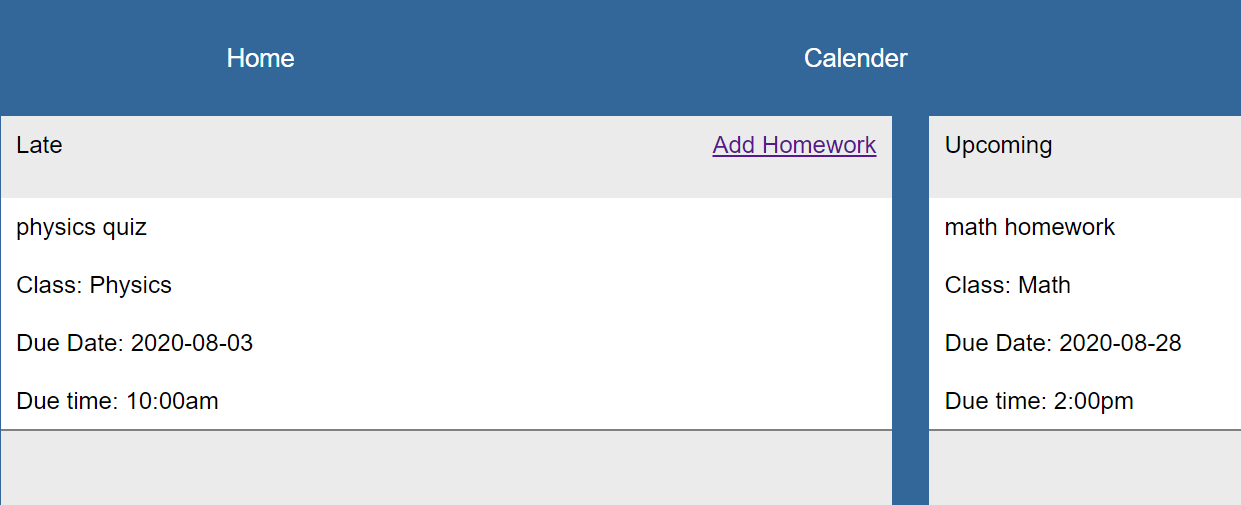 Home
Calender
Late
Add Homework
physics quiz
Class: Physics
Due Date: 2020-08-03
Due time: 10:00am
Upcoming
math homework
Class: Math
Due Date: 2020-08-28
Due time: 2:00pm